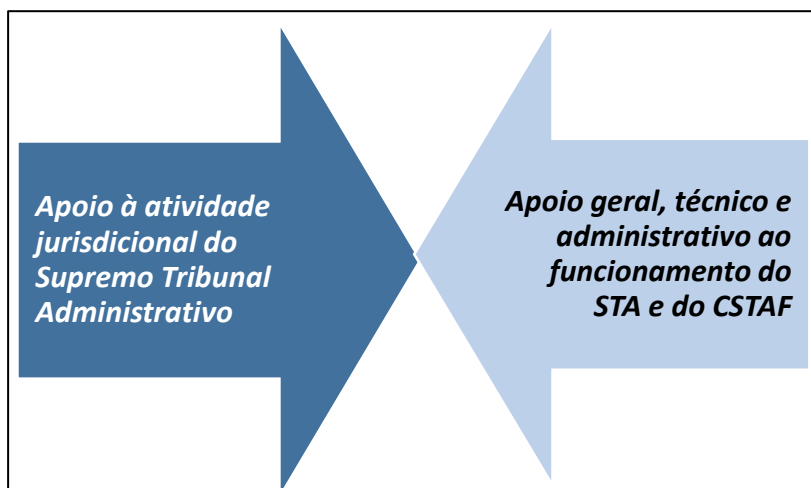 Apoio à atividade
jurisdicional do
Supremo Tribunal
Administrativo
Apoio geral, técnico e
administrativo ao
funcionamento do
STA e do CSTAF